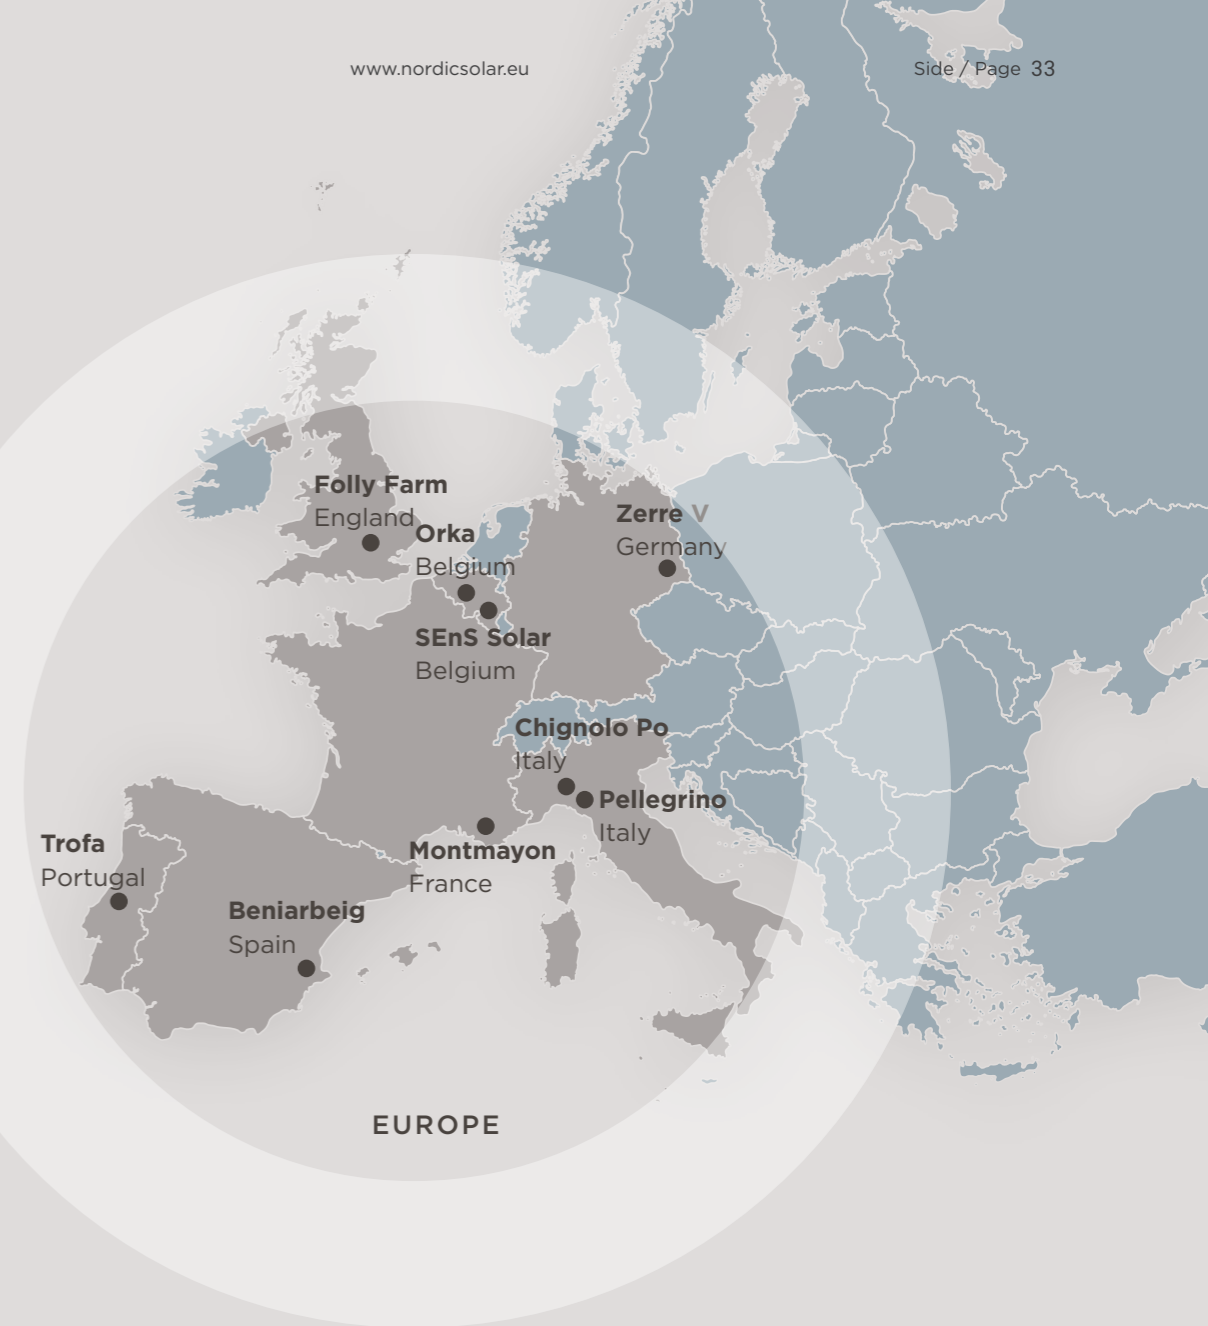 www.nordicsolar.eu
Side / Page 33
Folly Farm
England
Orka
Belgium
Zerre V
Germany
SEnS Solar
Belgium
Chignolo Po
Italy
Pellegrino
Italy
Montmayon
France
Trofa
Portugal
Beniarbeig
Spain
EUROPE